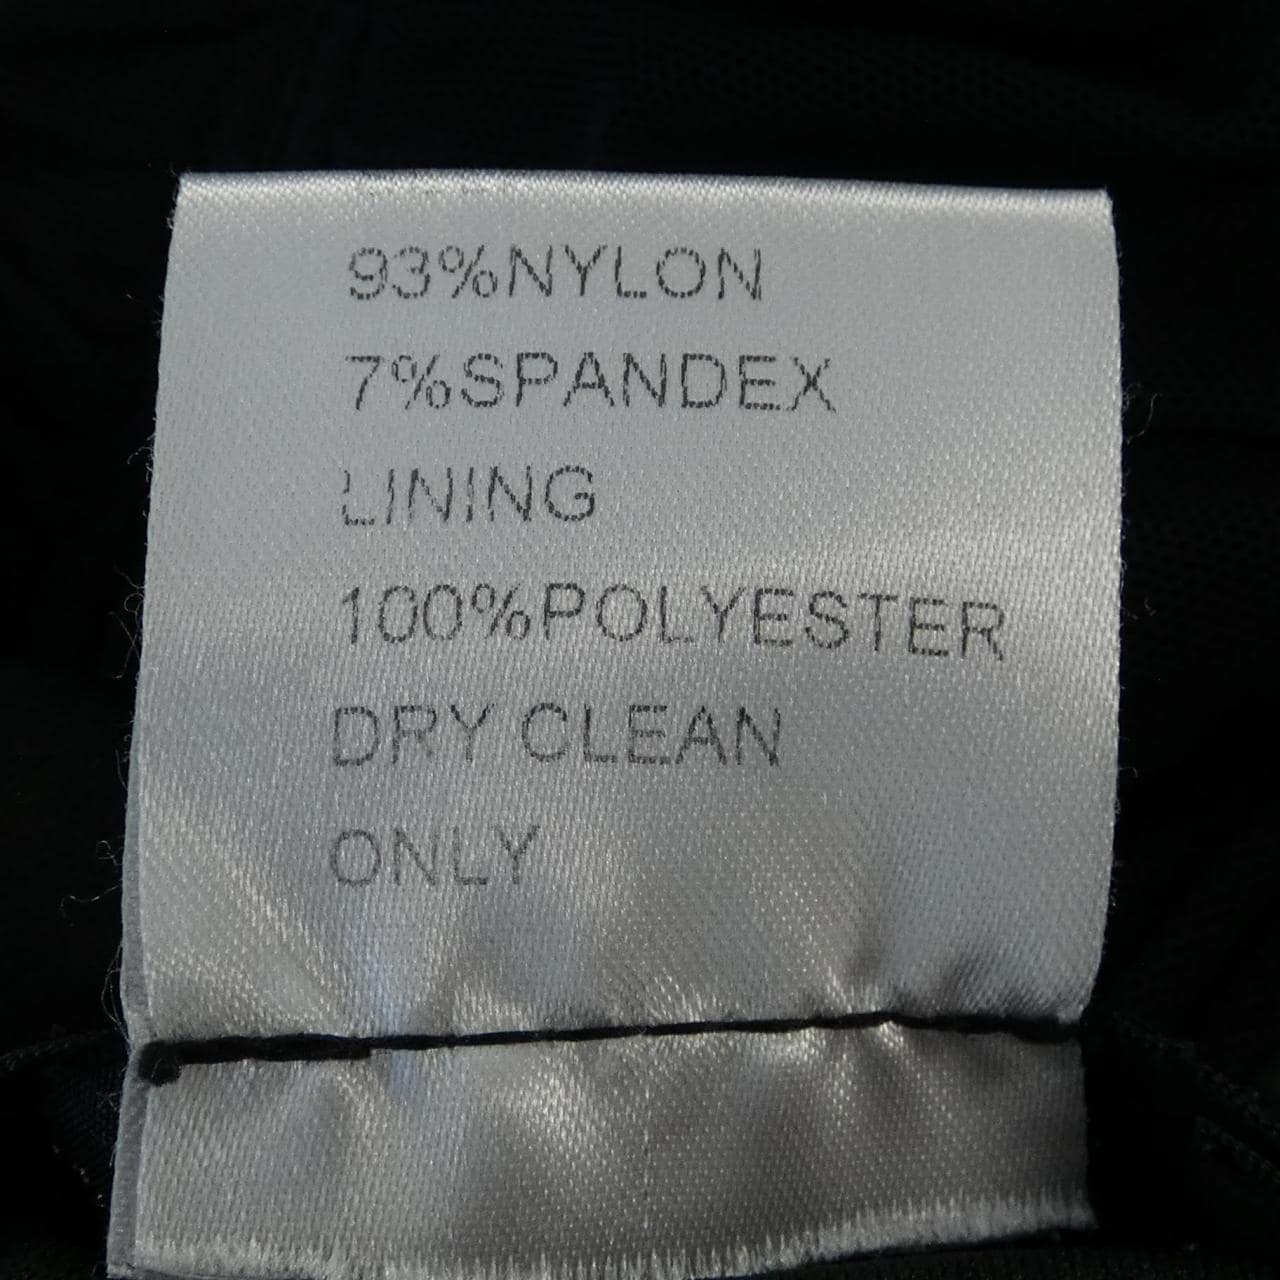 93%NYLON
7%SPANDEX
LINING
100%POLYESTER
DRY CLEAN
ONLY